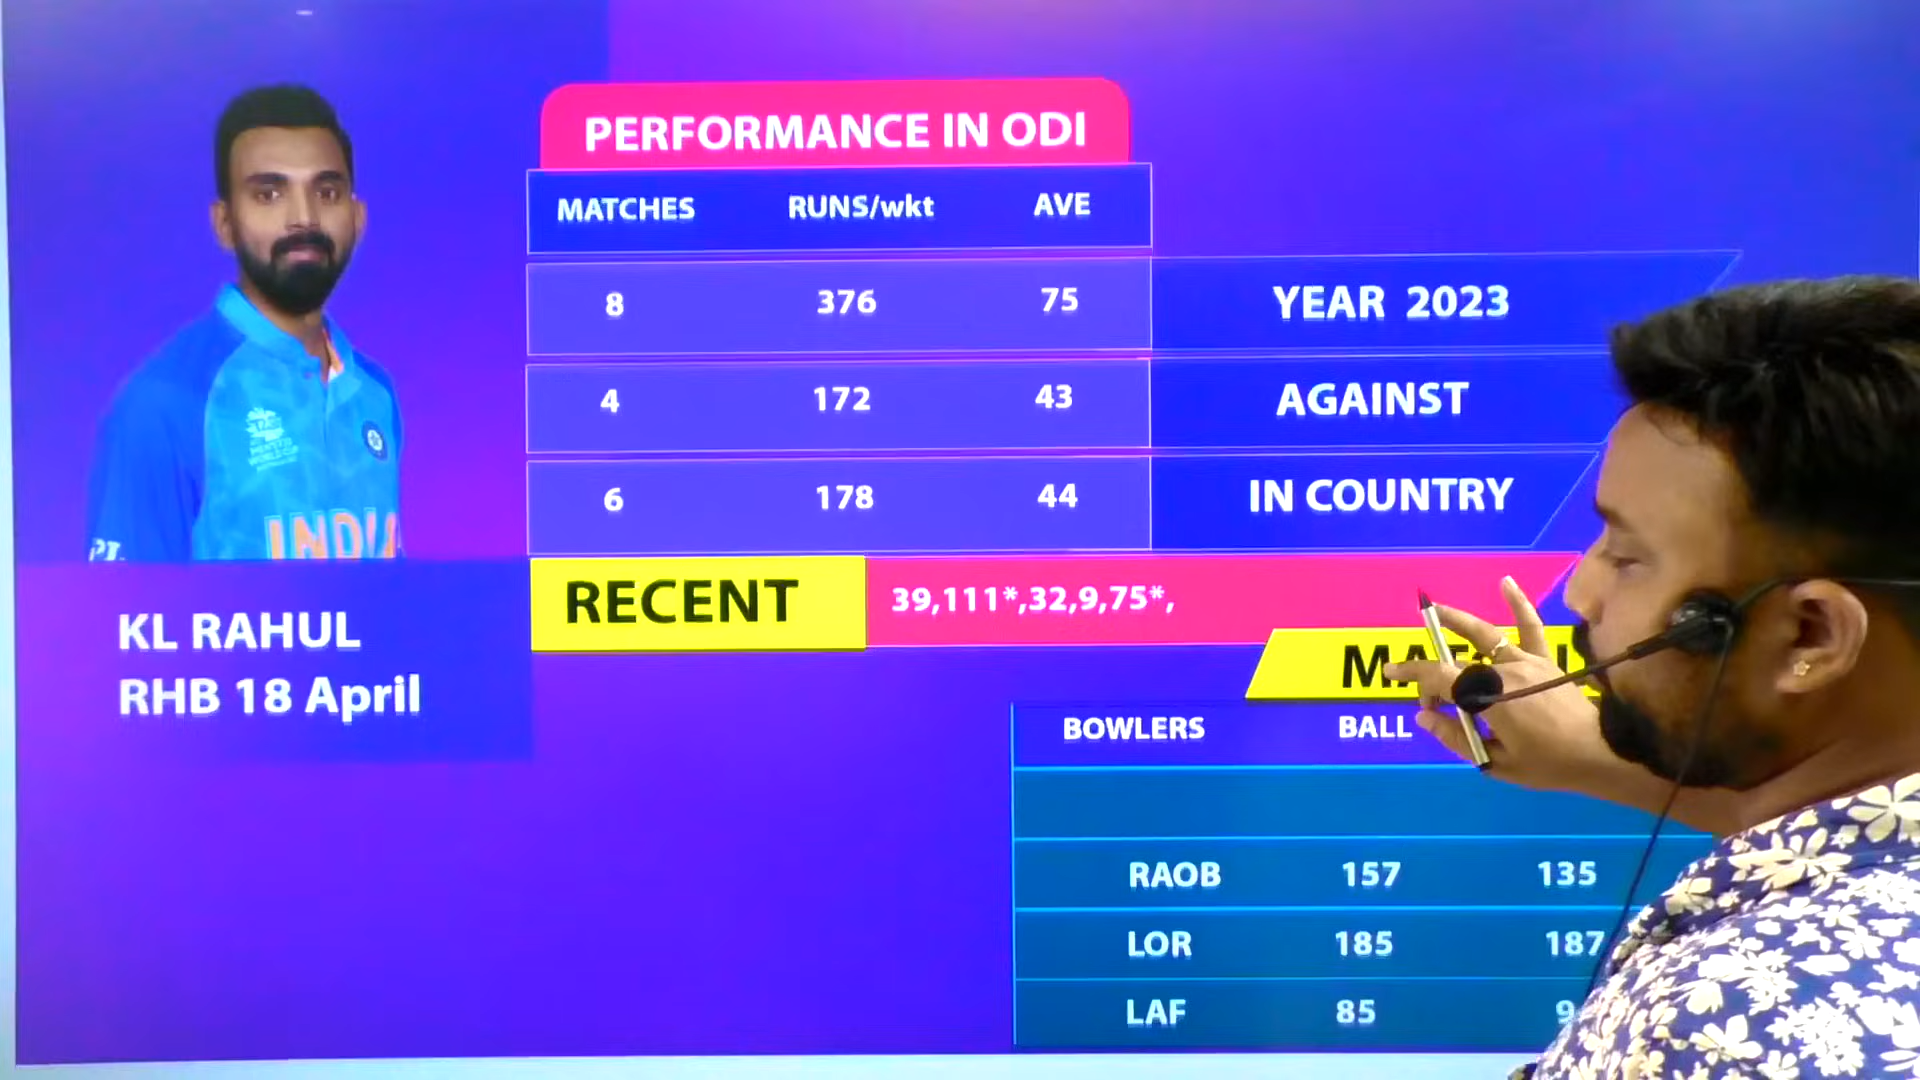 PERFORMANCE IN ODI
MATCHES RUNS/wkt AVE
8 376 75 YEAR 2023
4 172 43 AGAINST
6 178 44 IN COUNTRY
RECENT 39,111*,32,9,75*,
INDIA
KL RAHUL
RHB 18 April
BOWLERS BALL
RAOB 157 135
LOR 185 187
LAF 85